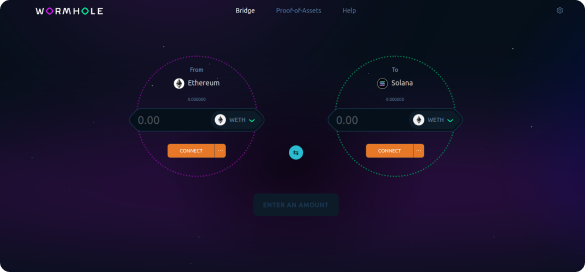 WORMHOLE
Bridge Proof-of-Assets Help
From
Ethereum
0.000000
0.00 WETH
CONNECT ...
To
Solana
0.000000
0.00 WETH
CONNECT ...
ENTER AN AMOUNT